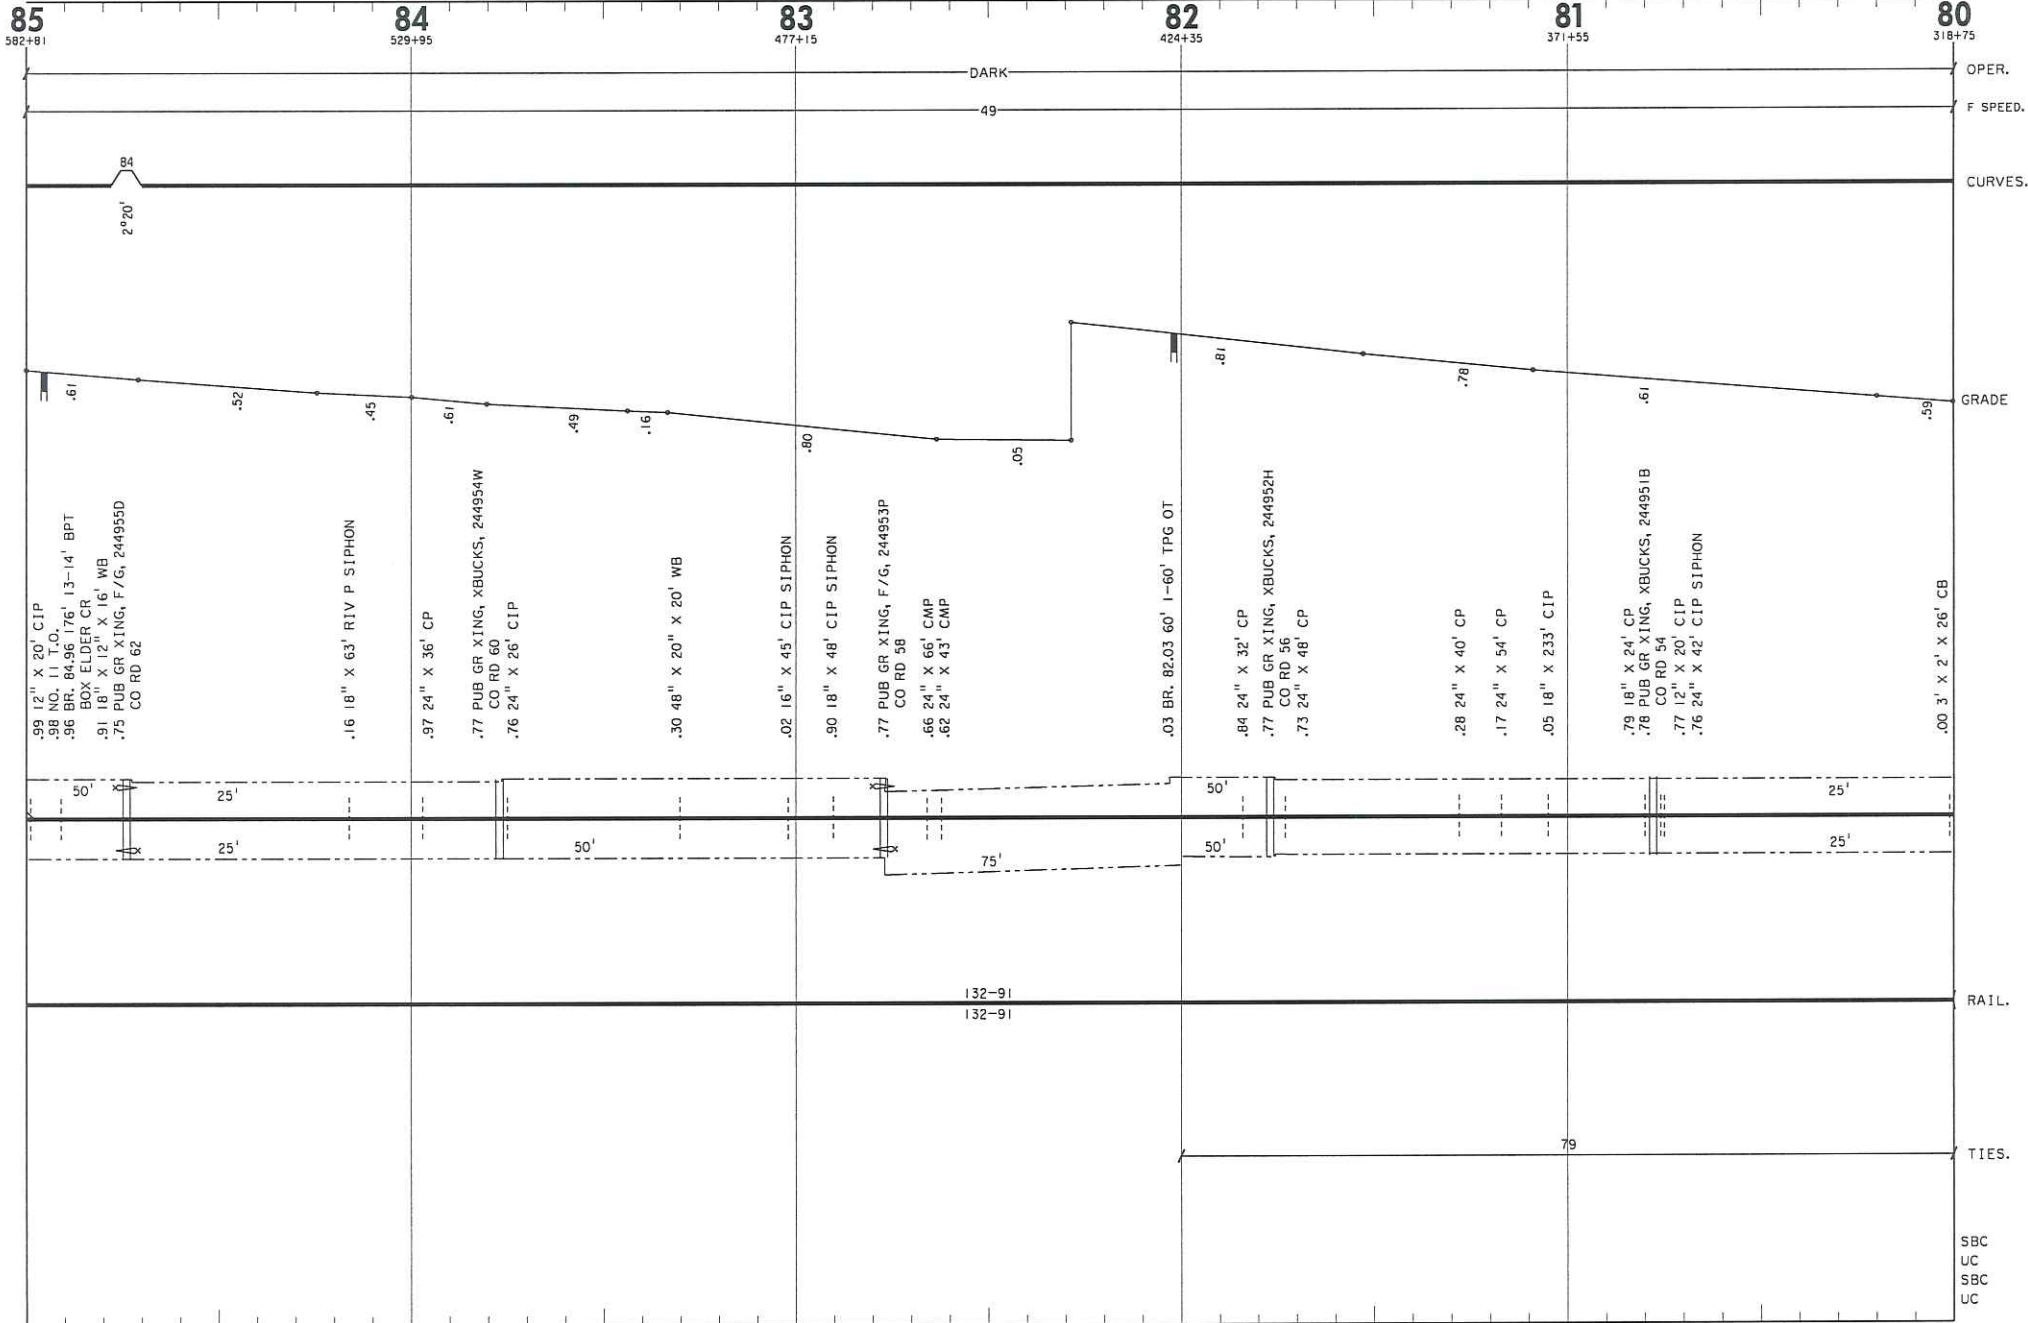 85 84 83 82 81 80
582+81 529+95 477+15 424+35 371+55 318+75
DARK OPER.
49 F SPEED.
84
CURVES.
2°20'
.61 .52 .45 .61 .49 .16 .80 .05 .81 .78 .61 .59 GRADE
.99 12" X 20' CIP
.98 NO. 11 T.O.
.96 BR. 84.96 176' 13-14' BPT
BOX ELDER CR
.91 18" X 12" X 16' WB
.75 PUB GR XING, F/G, 244955D
CO RD 62
.16 18" X 63' RIV P SIPHON
.97 24" X 36' CP
.77 PUB GR XING, XBUCKS, 244954W
CO RD 60
.76 24" X 26' CIP
.30 48" X 20" X 20' WB
.02 16" X 45' CIP SIPHON
.90 18" X 48' CIP SIPHON
.77 PUB GR XING, F/G, 244953P
CO RD 58
.66 24" X 66' CMP
.62 24" X 43' CMP
.03 BR. 82.03 60' 1-60' TPG OT
.84 24" X 32' CP
.77 PUB GR XING, XBUCKS, 244952H
CO RD 56
.73 24" X 48' CP
.28 24" X 40' CP
.17 24" X 54' CP
.05 18" X 233' CIP
.79 18" X 24' CP
.78 PUB GR XING, XBUCKS, 244951B
CO RD 54
.77 12" X 20' CIP
.76 24" X 42' CIP SIPHON
.00 3' X 2' X 26' CB
50' 25' 50' 25'
25' 50' 75' 50' 25'
132-91
RAIL.
132-91
79
TIES.
SBC
UC
SBC
UC